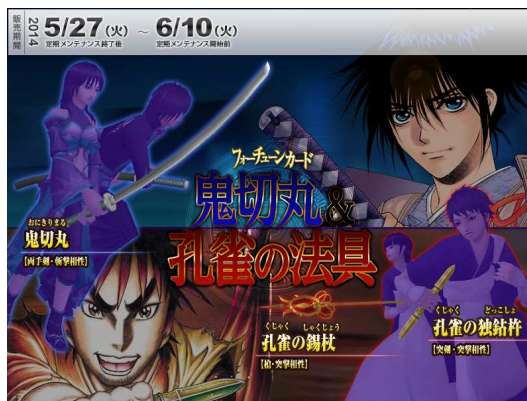 販売期間
2014 5/27(火) ～ 6/10(火)
定期メンテナンス終了後 定期メンテナンス開始前
フォーチューンカード
鬼切丸&
孔雀の法具
おにきりまる
鬼切丸
【両手剣・斬撃相性】
くじゃく しゃくじょう
孔雀の錫杖
【槍・突撃相性】
くじゃく どっこしょ
孔雀の独鈷杵
【突剣・突撃相性】